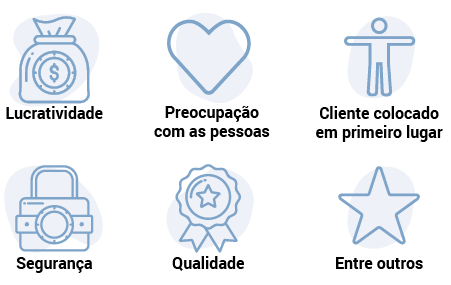 $
Lucratividade
Preocupação
com as pessoas
Cliente colocado
em primeiro lugar
Segurança
Qualidade
Entre outros